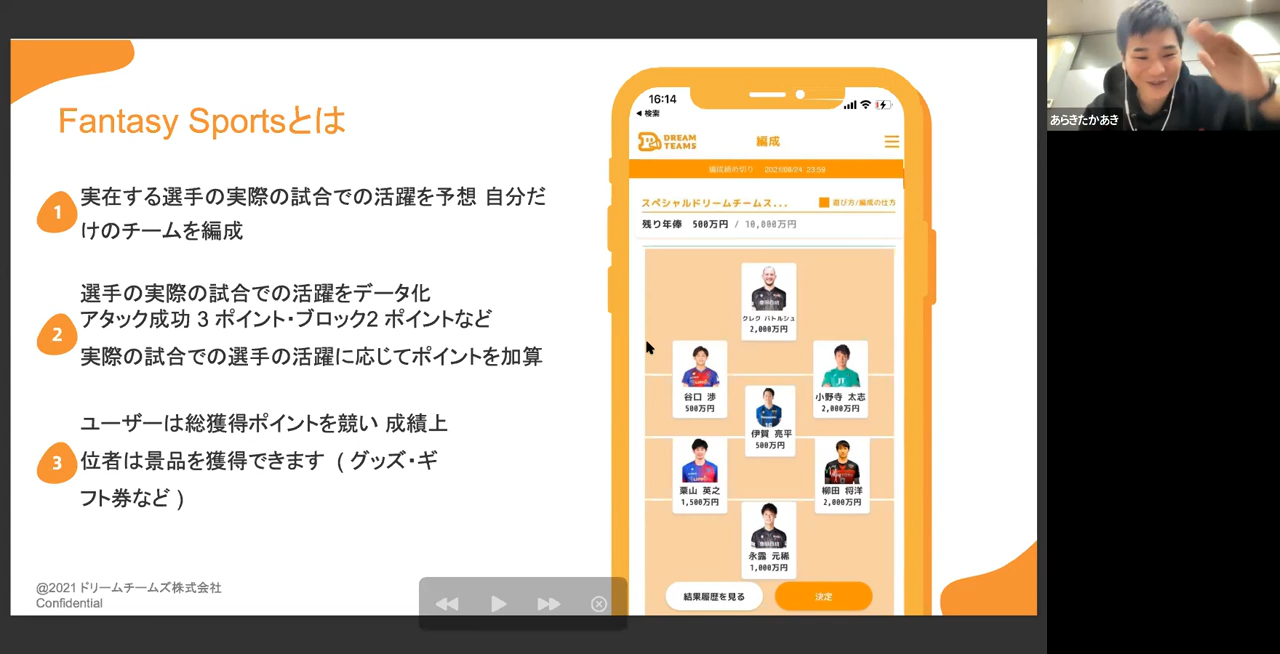 Fantasy Sportsとは
1
実在する選手の実際の試合での活躍を予想 自分だ
けのチームを編成
2
選手の実際の試合での活躍をデータ化
アタック成功 3 ポイント・ブロック2 ポイントなど
実際の試合での選手の活躍に応じてポイントを加算
3
ユーザーは総獲得ポイントを競い 成績上
位者は景品を獲得できます ( グッズ・ギ
フト券など )
@2021 ドリームチームズ株式会社
Confidential
16:14
◀ 検索
DREAM
TEAMS
編成
編成締め切り 2021/08/24 23:59
スペシャルドリームチームス...
遊び方/編成の仕方
残り年俸 500万円 / 10,000万円
クレク バトルシュ
2,000万円
谷口 渉
500万円
小野寺 太志
2,000万円
JT
伊賀 亮平
500万円
栗山 英之
1,500万円
柳田 将洋
2,000万円
永露 元稀
1,000万円
結果履歴を見る
決定
あらきたかあき